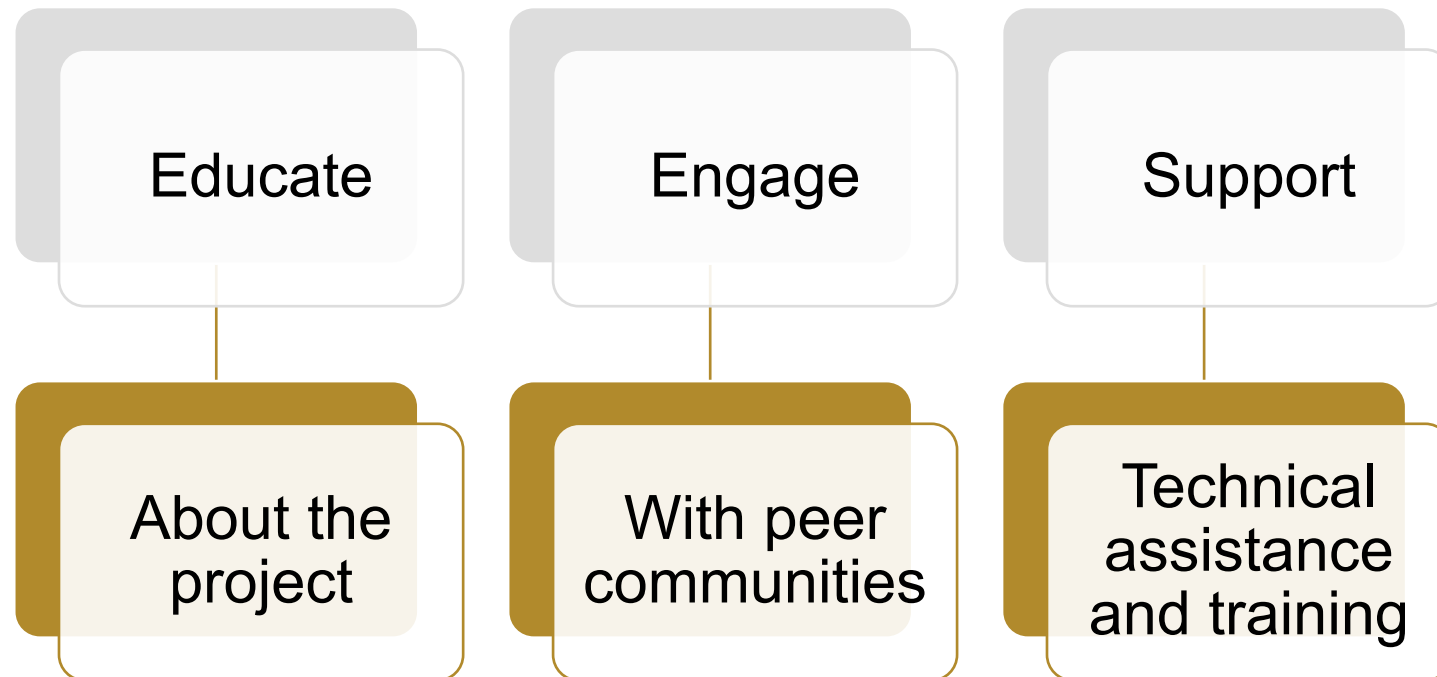 Educate
Engage
Support
About the
project
With peer
communities
Technical
assistance
and training